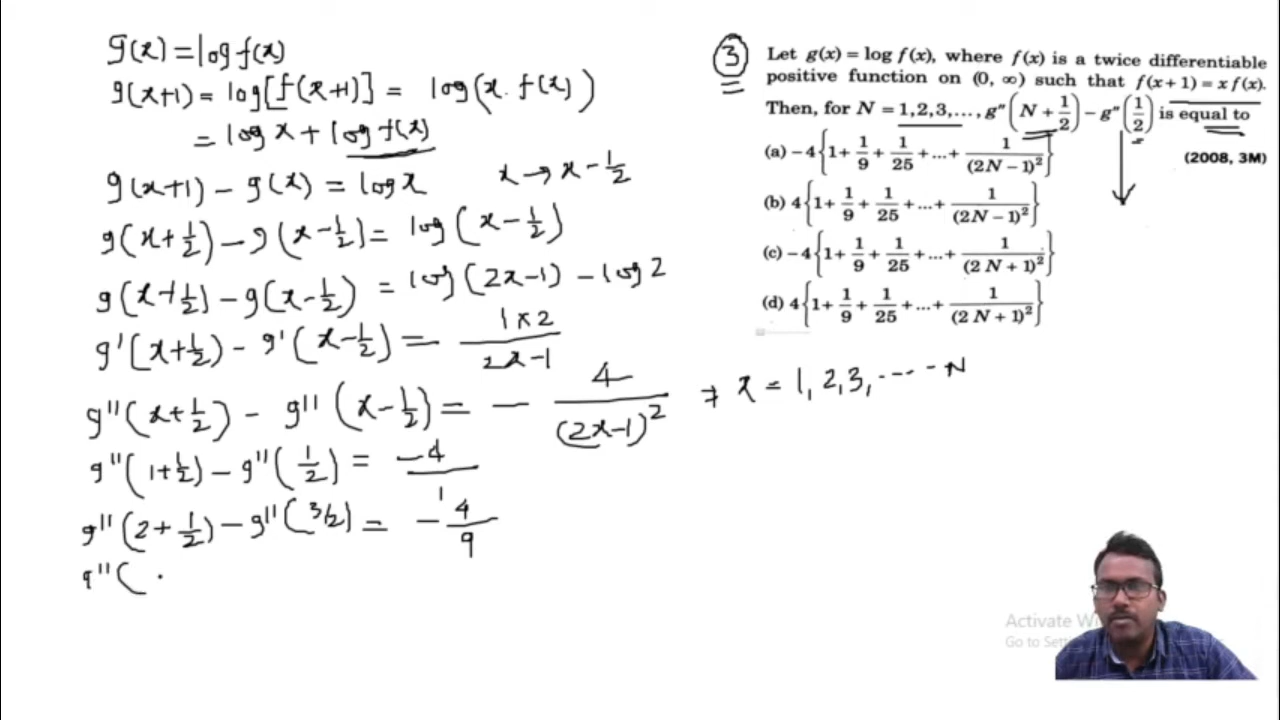 g(x) = log f(x)
g(x+1) = log[f(x+1)] = log(x. f(x))
= log x + log f(x)
g(x+1) - g(x) = log x    x → x - 1/2
g(x+1/2) - g(x-1/2) = log(x - 1/2)
g(x+1/2) - g(x-1/2) = log(2x-1) - log 2
g'(x+1/2) - g'(x-1/2) = (1×2)/(2x-1)
g''(x+1/2) - g''(x-1/2) = - 4/(2x-1)² ⇒ x = 1, 2, 3, ...... N
g''(1+1/2) - g''(1/2) = -4/1
g''(2+1/2) - g''(3/2) = - 4/9
g''( .
3
Let g(x) = log f(x), where f(x) is a twice differentiable
positive function on (0, ∞) such that f(x+1) = x f(x).
Then, for N = 1,2,3,..., g''(N + 1/2) - g''(1/2) is equal to
(2008, 3M)
(a) -4{1 + 1/9 + 1/25 + ... + 1/(2N - 1)²}
(b) 4{1 + 1/9 + 1/25 + ... + 1/(2N - 1)²}
(c) -4{1 + 1/9 + 1/25 + ... + 1/(2N + 1)²}
(d) 4{1 + 1/9 + 1/25 + ... + 1/(2N + 1)²}
Activate Wi
Go to Sett